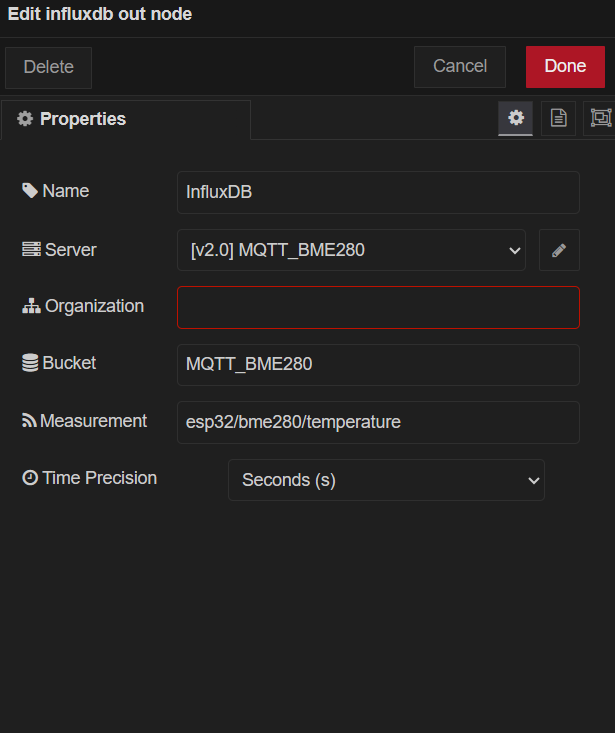 Edit influxdb out node
Delete
Cancel
Done
Properties
Name
InfluxDB
Server
[v2.0] MQTT_BME280
Organization
Bucket
MQTT_BME280
Measurement
esp32/bme280/temperature
Time Precision
Seconds (s)